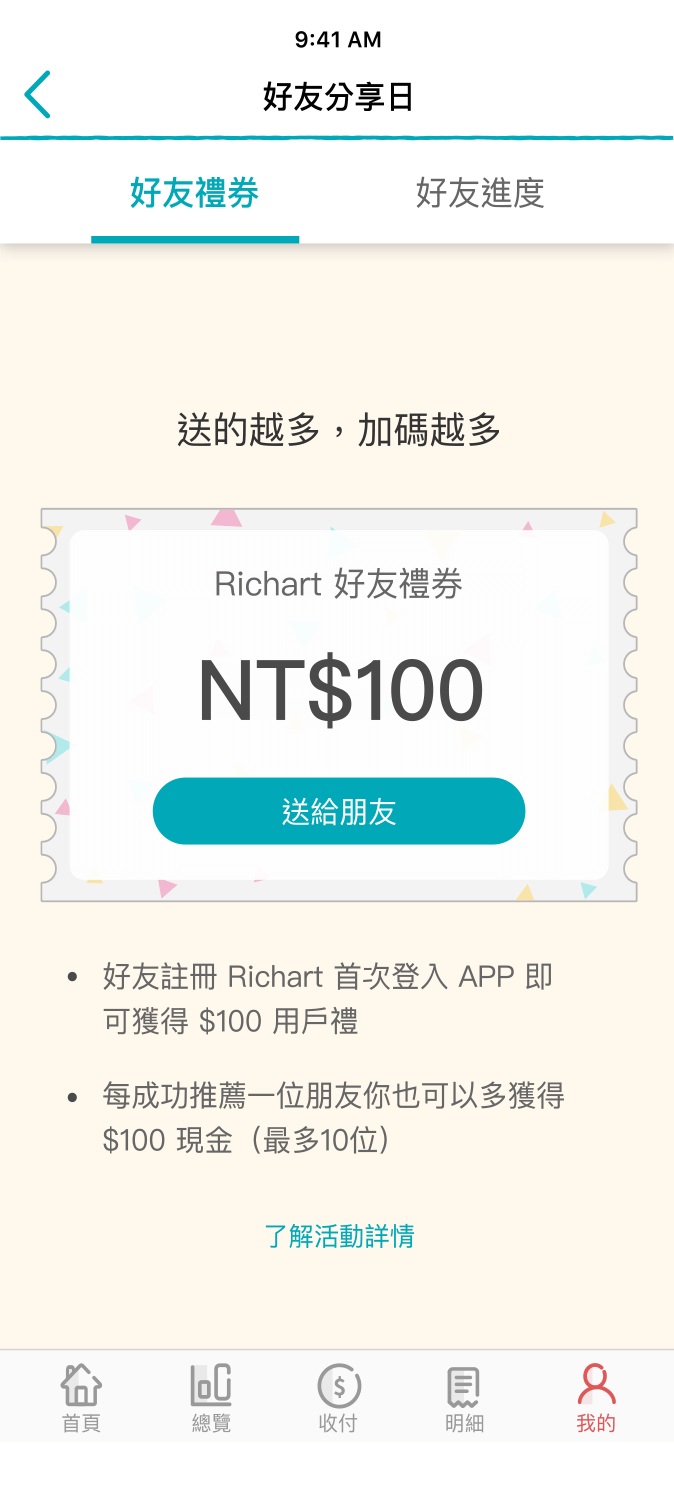 9:41 AM
好友分享日
好友禮券
好友進度
送的越多，加碼越多
Richart 好友禮券
NT$100
送給朋友
• 好友註冊 Richart 首次登入 APP 即
可獲得 $100 用戶禮
• 每成功推薦一位朋友你也可以多獲得
$100 現金（最多10位）
了解活動詳情
首頁
總覽
收付
明細
我的